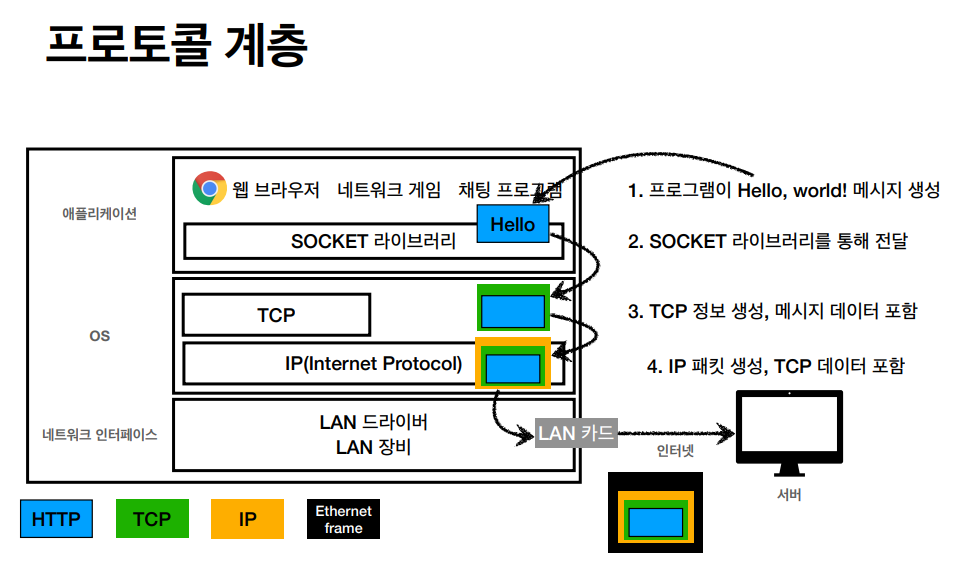 프로토콜 계층
애플리케이션
웹 브라우저 네트워크 게임 채팅 프로그램
Hello
SOCKET 라이브러리
1. 프로그램이 Hello, world! 메시지 생성
2. SOCKET 라이브러리를 통해 전달
OS
TCP
IP(Internet Protocol)
3. TCP 정보 생성, 메시지 데이터 포함
4. IP 패킷 생성, TCP 데이터 포함
네트워크 인터페이스
LAN 드라이버
LAN 장비
LAN 카드
인터넷
서버
HTTP
TCP
IP
Ethernet
frame